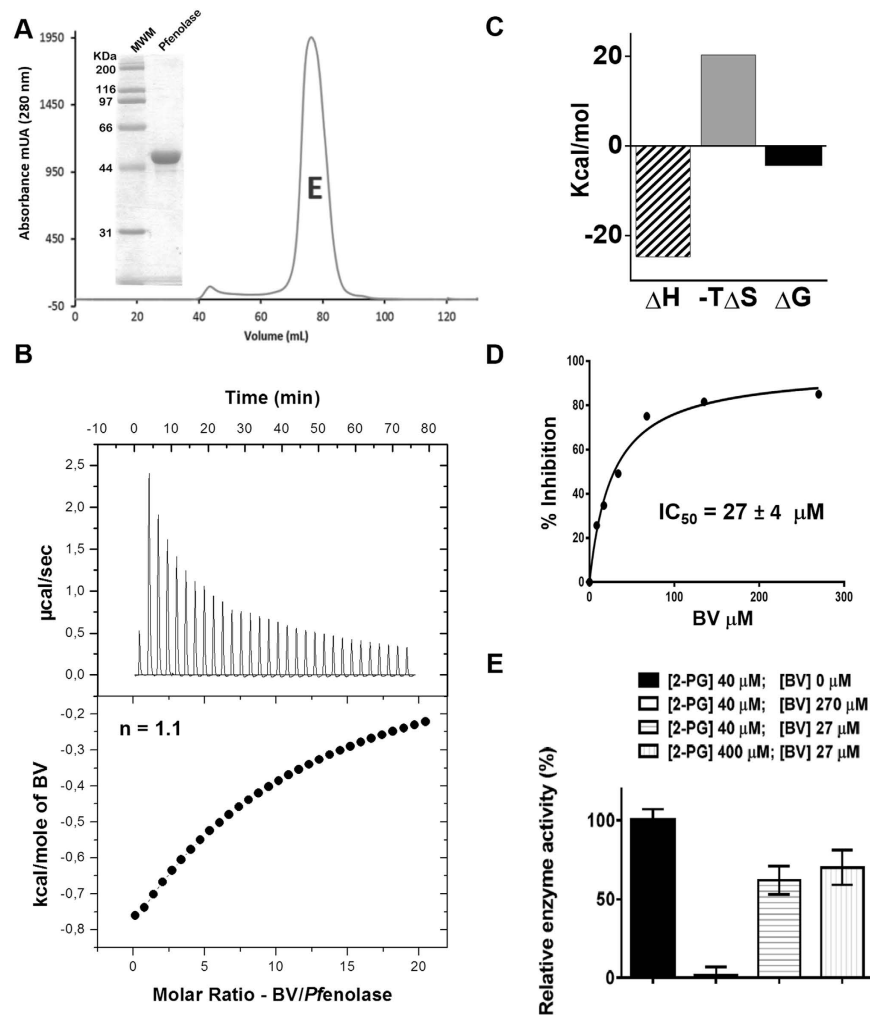 A
MWM
Pfenolase
KDa
200
116
97
66
44
31
Absorbance mUA (280 nm)
1950
1450
950
450
-50
E
0 20 40 60 80 100 120
Volume (mL)
B
Time (min)
-10 0 10 20 30 40 50 60 70 80
µcal/sec
2,5
2,0
1,5
1,0
0,5
0,0
n = 1.1
kcal/mole of BV
-0,2
-0,3
-0,4
-0,5
-0,6
-0,7
-0,8
0 5 10 15 20
Molar Ratio - BV/Pfenolase
C
Kcal/mol
20
0
-20
ΔH -TΔS ΔG
D
% Inhibition
100
80
60
40
20
0
IC50 = 27 ± 4 µM
0 100 200 300
BV µM
E
[2-PG] 40 µM; [BV] 0 µM
[2-PG] 40 µM; [BV] 270 µM
[2-PG] 40 µM; [BV] 27 µM
[2-PG] 400 µM; [BV] 27 µM
Relative enzyme activity (%)
100
50
0